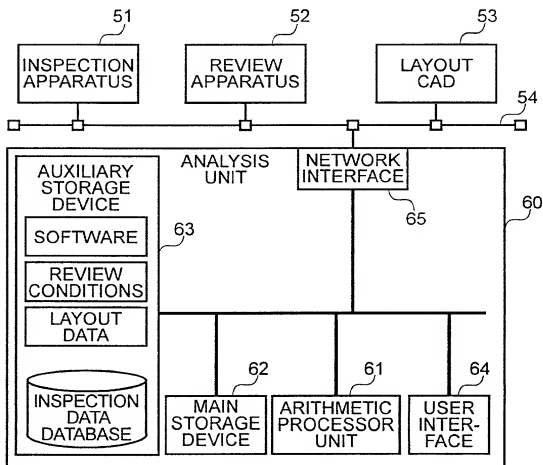 51
52
53
INSPECTION
APPARATUS
REVIEW
APPARATUS
LAYOUT
CAD
54
AUXILIARY
STORAGE
DEVICE
ANALYSIS
UNIT
NETWORK
INTERFACE
65
60
63
SOFTWARE
REVIEW
CONDITIONS
LAYOUT
DATA
INSPECTION
DATA
DATABASE
62
61
64
MAIN
STORAGE
DEVICE
ARITHMETIC
PROCESSOR
UNIT
USER
INTER-
FACE